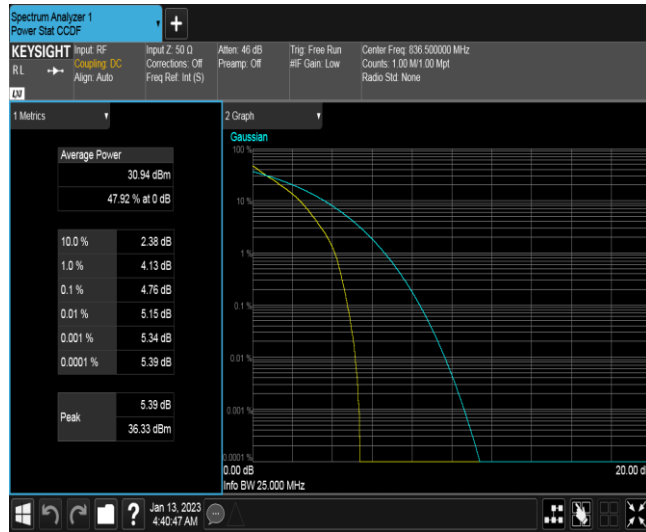 Spectrum Analyzer 1
Power Stat CCDF
+
KEYSIGHT
RL
LXI
Input: RF
Coupling: DC
Align: Auto
Input Z: 50 Ω
Corrections: Off
Freq Ref: Int (S)
Atten: 46 dB
Preamp: Off
Trig: Free Run
#IF Gain: Low
Center Freq: 836.500000 MHz
Counts: 1.00 M/1.00 Mpt
Radio Std: None
1 Metrics
Average Power
30.94 dBm
47.92 % at 0 dB
10.0 % 2.38 dB
1.0 % 4.13 dB
0.1 % 4.76 dB
0.01 % 5.15 dB
0.001 % 5.34 dB
0.0001 % 5.39 dB
Peak
5.39 dB
36.33 dBm
2 Graph
Gaussian
100 %
10 %
1 %
0.1 %
0.01 %
0.001 %
0.0001 %
0.00 dB
20.00 d
Info BW 25.000 MHz
?
Jan 13, 2023
4:40:47 AM